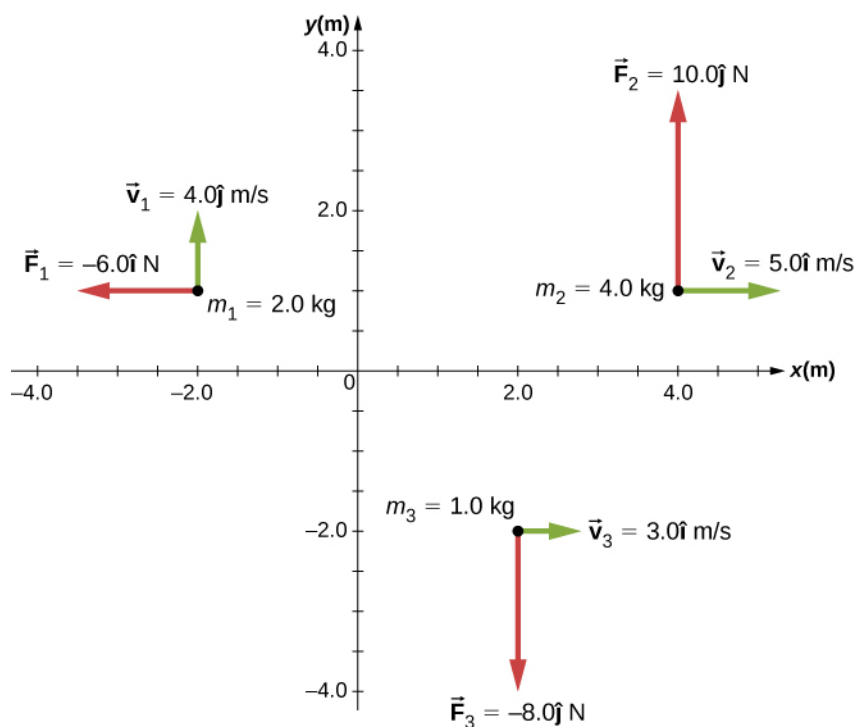 y(m)
4.0
F⃗₂ = 10.0ĵ N
v⃗₁ = 4.0ĵ m/s
2.0
F⃗₁ = –6.0î N
v⃗₂ = 5.0î m/s
m₁ = 2.0 kg
m₂ = 4.0 kg
x(m)
–4.0
–2.0
0
2.0
4.0
m₃ = 1.0 kg
–2.0
v⃗₃ = 3.0î m/s
–4.0
F⃗₃ = –8.0ĵ N